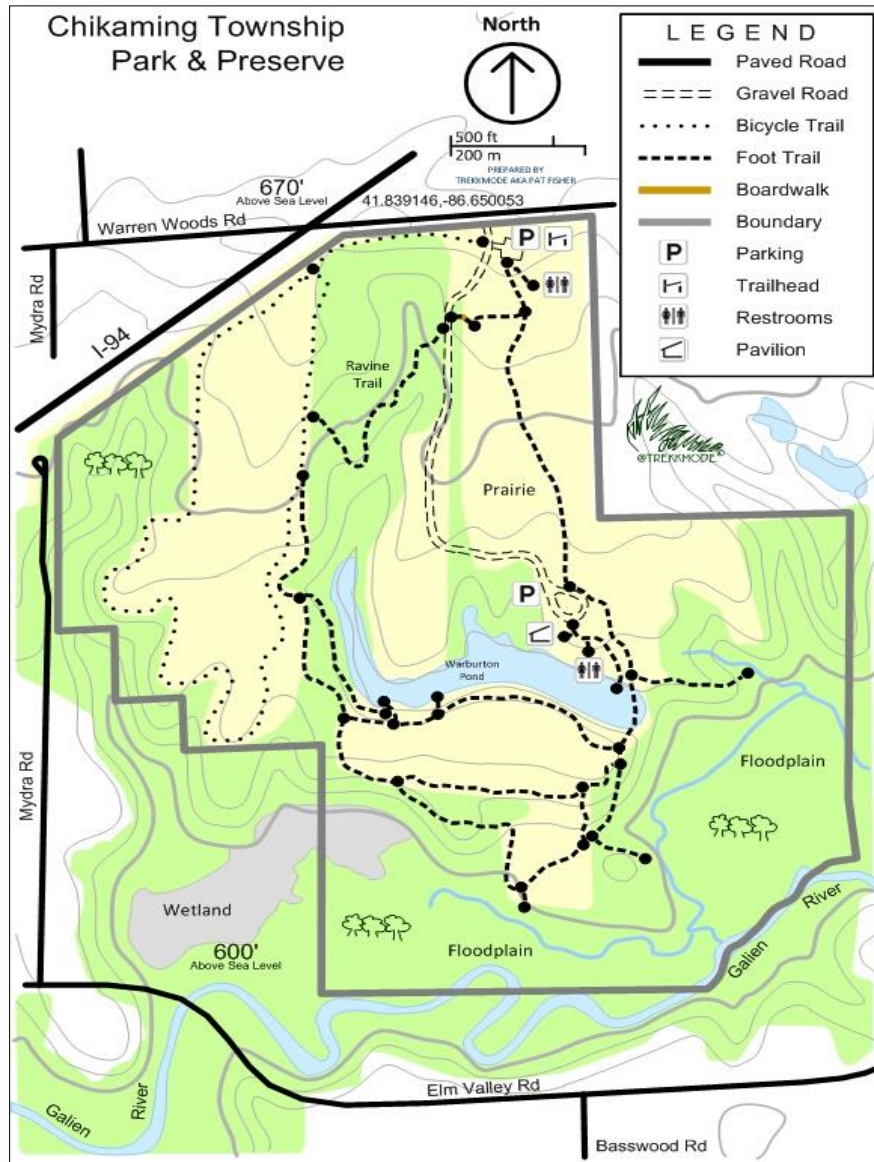 Chikaming Township
Park & Preserve
North
500 ft
200 m
PREPARED BY
TREKKMODE AKA PAT FISHER
LEGEND
Paved Road
Gravel Road
Bicycle Trail
Foot Trail
Boardwalk
Boundary
P Parking
Trailhead
Restrooms
Pavilion
670'
Above Sea Level
41.839146,-86.650053
Warren Woods Rd
Mydra Rd
I-94
P
Ravine
Trail
@TREKKMODE©
Prairie
P
Warburton
Pond
Mydra Rd
Floodplain
Wetland
600'
Above Sea Level
Floodplain
Galien
River
Galien
River
Elm Valley Rd
Basswood Rd